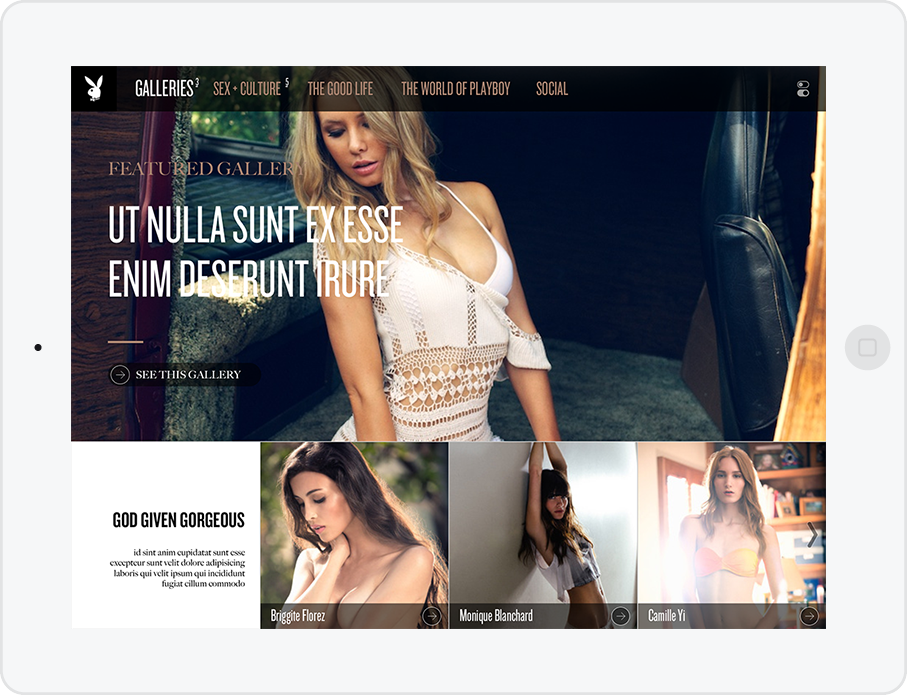 GALLERIES 3 SEX + CULTURE 5 THE GOOD LIFE THE WORLD OF PLAYBOY SOCIAL
FEATURED GALLERY
UT NULLA SUNT EX ESSE
ENIM DESERUNT IRURE
SEE THIS GALLERY
GOD GIVEN GORGEOUS
id sint anim cupidatat sunt esse
excepteur sunt velit dolore adipisicing
laboris qui velit ipsum qui incididunt
fugiat cillum commodo
Briggite Florez
Monique Blanchard
Camille Yi